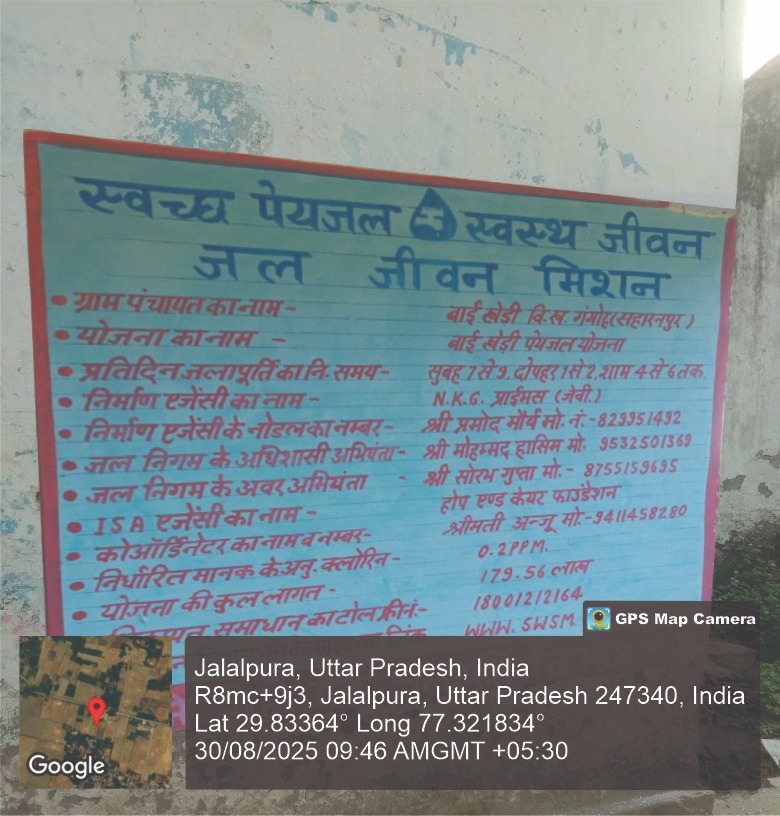 स्वच्छ पेयजल स्वस्थ जीवन
जल जीवन मिशन
• ग्राम पंचायत का नाम - बाई खेडी वि.ख. गंगोह (सहारनपुर)
• योजना का नाम - बाई खेडी पेयजल योजना
• प्रतिदिन जलापूर्ति का नि. समय - सुबह 7 से 9, दोपहर 1 से 2, शाम 4 से 6 तक
• निर्माण एजेंसी का नाम - N.K.G. प्राईमस (जेवी.)
• निर्माण एजेंसी के नोडल का नम्बर - श्री प्रमोद मौर्य मो. नं. - 829951492
• जल निगम के अधिशासी अभियंता - श्री मोहम्मद हासिम मो. 9532501369
• जल निगम के अवर अभियंता - श्री सोरभ गुप्ता मो. - 8755159695
• ISA एजेंसी का नाम - होप एण्ड केयर फाउंडेशन
• कोऑर्डिनेटर का नाम व नम्बर - श्रीमती अन्जू मो. - 9411458280
• निर्धारित मानक के अनु. क्लोरिन - 0.2 PPM.
• योजना की कुल लागत - 179.56 लाख
समाधान का टोल फ्री नं. - 18001212164
WWW. SWSM.
GPS Map Camera
Jalalpura, Uttar Pradesh, India
R8mc+9j3, Jalalpura, Uttar Pradesh 247340, India
Lat 29.83364° Long 77.321834°
30/08/2025 09:46 AMGMT +05:30
Google